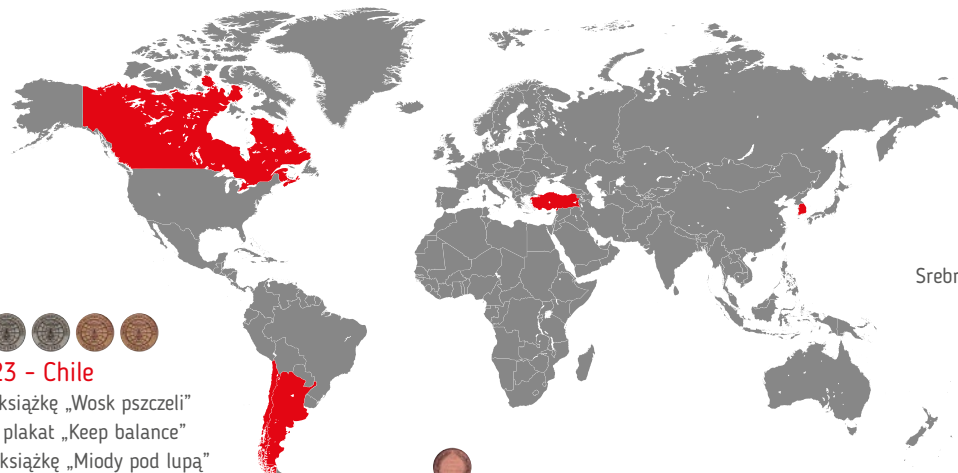 Srebr
23 - Chile
książkę „Wosk pszczeli”
plakat „Keep balance”
książkę „Miody pod lupą”